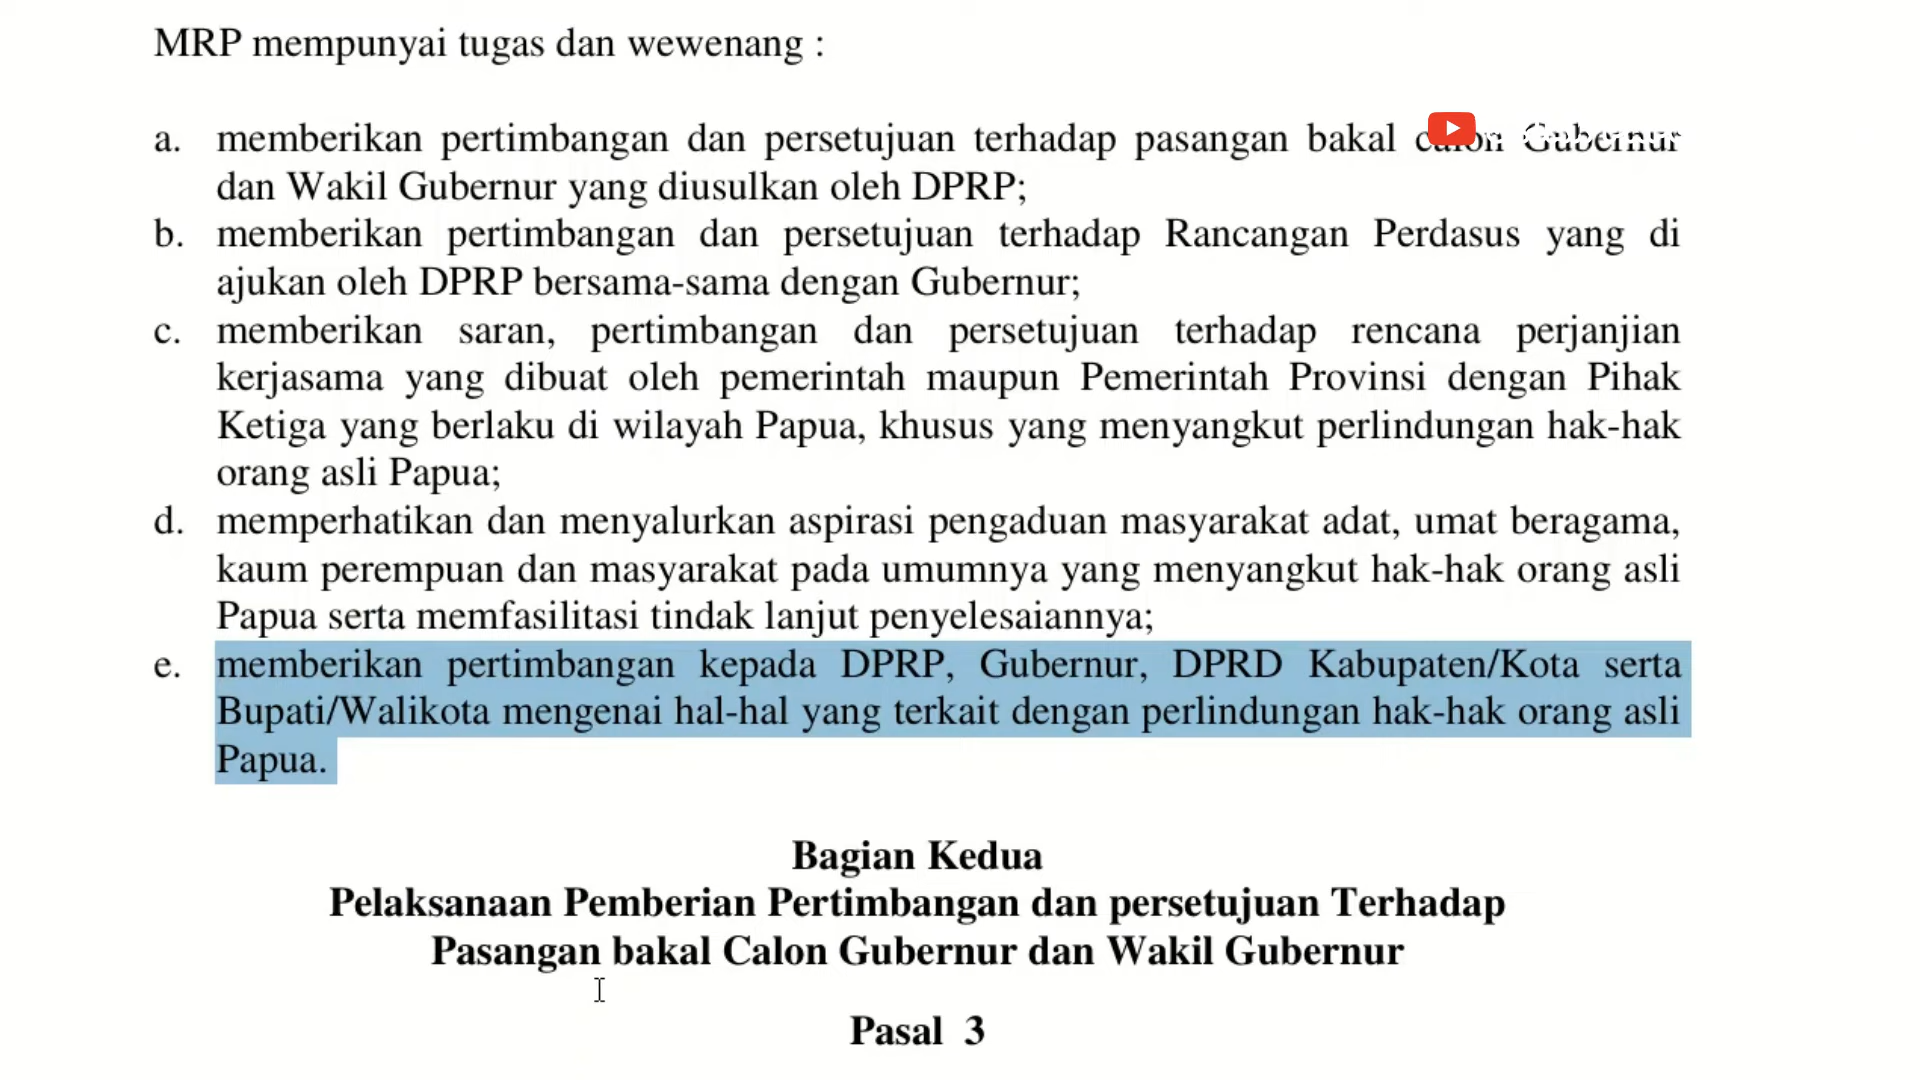 MRP mempunyai tugas dan wewenang :
a. memberikan pertimbangan dan persetujuan terhadap pasangan bakal calon Gubernur
dan Wakil Gubernur yang diusulkan oleh DPRP;
b. memberikan pertimbangan dan persetujuan terhadap Rancangan Perdasus yang di
ajukan oleh DPRP bersama-sama dengan Gubernur;
c. memberikan saran, pertimbangan dan persetujuan terhadap rencana perjanjian
kerjasama yang dibuat oleh pemerintah maupun Pemerintah Provinsi dengan Pihak
Ketiga yang berlaku di wilayah Papua, khusus yang menyangkut perlindungan hak-hak
orang asli Papua;
d. memperhatikan dan menyalurkan aspirasi pengaduan masyarakat adat, umat beragama,
kaum perempuan dan masyarakat pada umumnya yang menyangkut hak-hak orang asli
Papua serta memfasilitasi tindak lanjut penyelesaiannya;
e. memberikan pertimbangan kepada DPRP, Gubernur, DPRD Kabupaten/Kota serta
Bupati/Walikota mengenai hal-hal yang terkait dengan perlindungan hak-hak orang asli
Papua.
Bagian Kedua
Pelaksanaan Pemberian Pertimbangan dan persetujuan Terhadap
Pasangan bakal Calon Gubernur dan Wakil Gubernur
Pasal 3